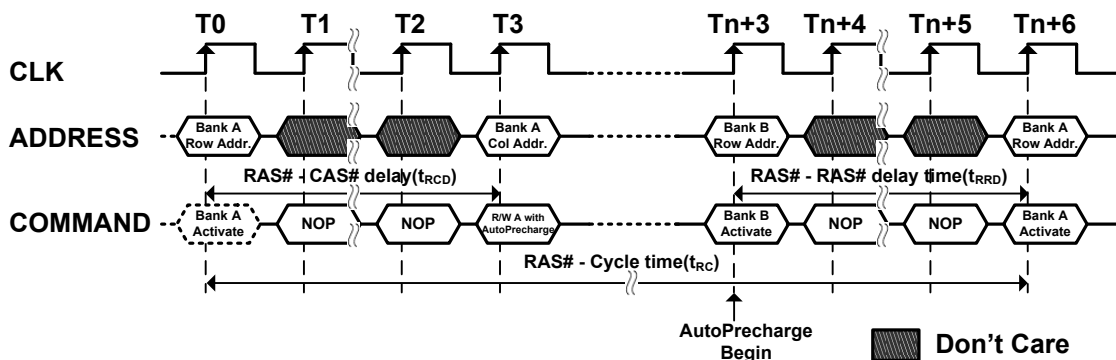 T0 T1 T2 T3 Tn+3 Tn+4 Tn+5 Tn+6
CLK
ADDRESS
Bank A
Row Addr.
Bank A
Col Addr.
Bank B
Row Addr.
Bank A
Row Addr.
RAS# - CAS# delay(tRCD)
RAS# - RAS# delay time(tRRD)
COMMAND
Bank A
Activate
NOP
NOP
R/W A with
AutoPrecharge
Bank B
Activate
NOP
NOP
Bank A
Activate
RAS# - Cycle time(tRC)
AutoPrecharge
Begin
Don't Care